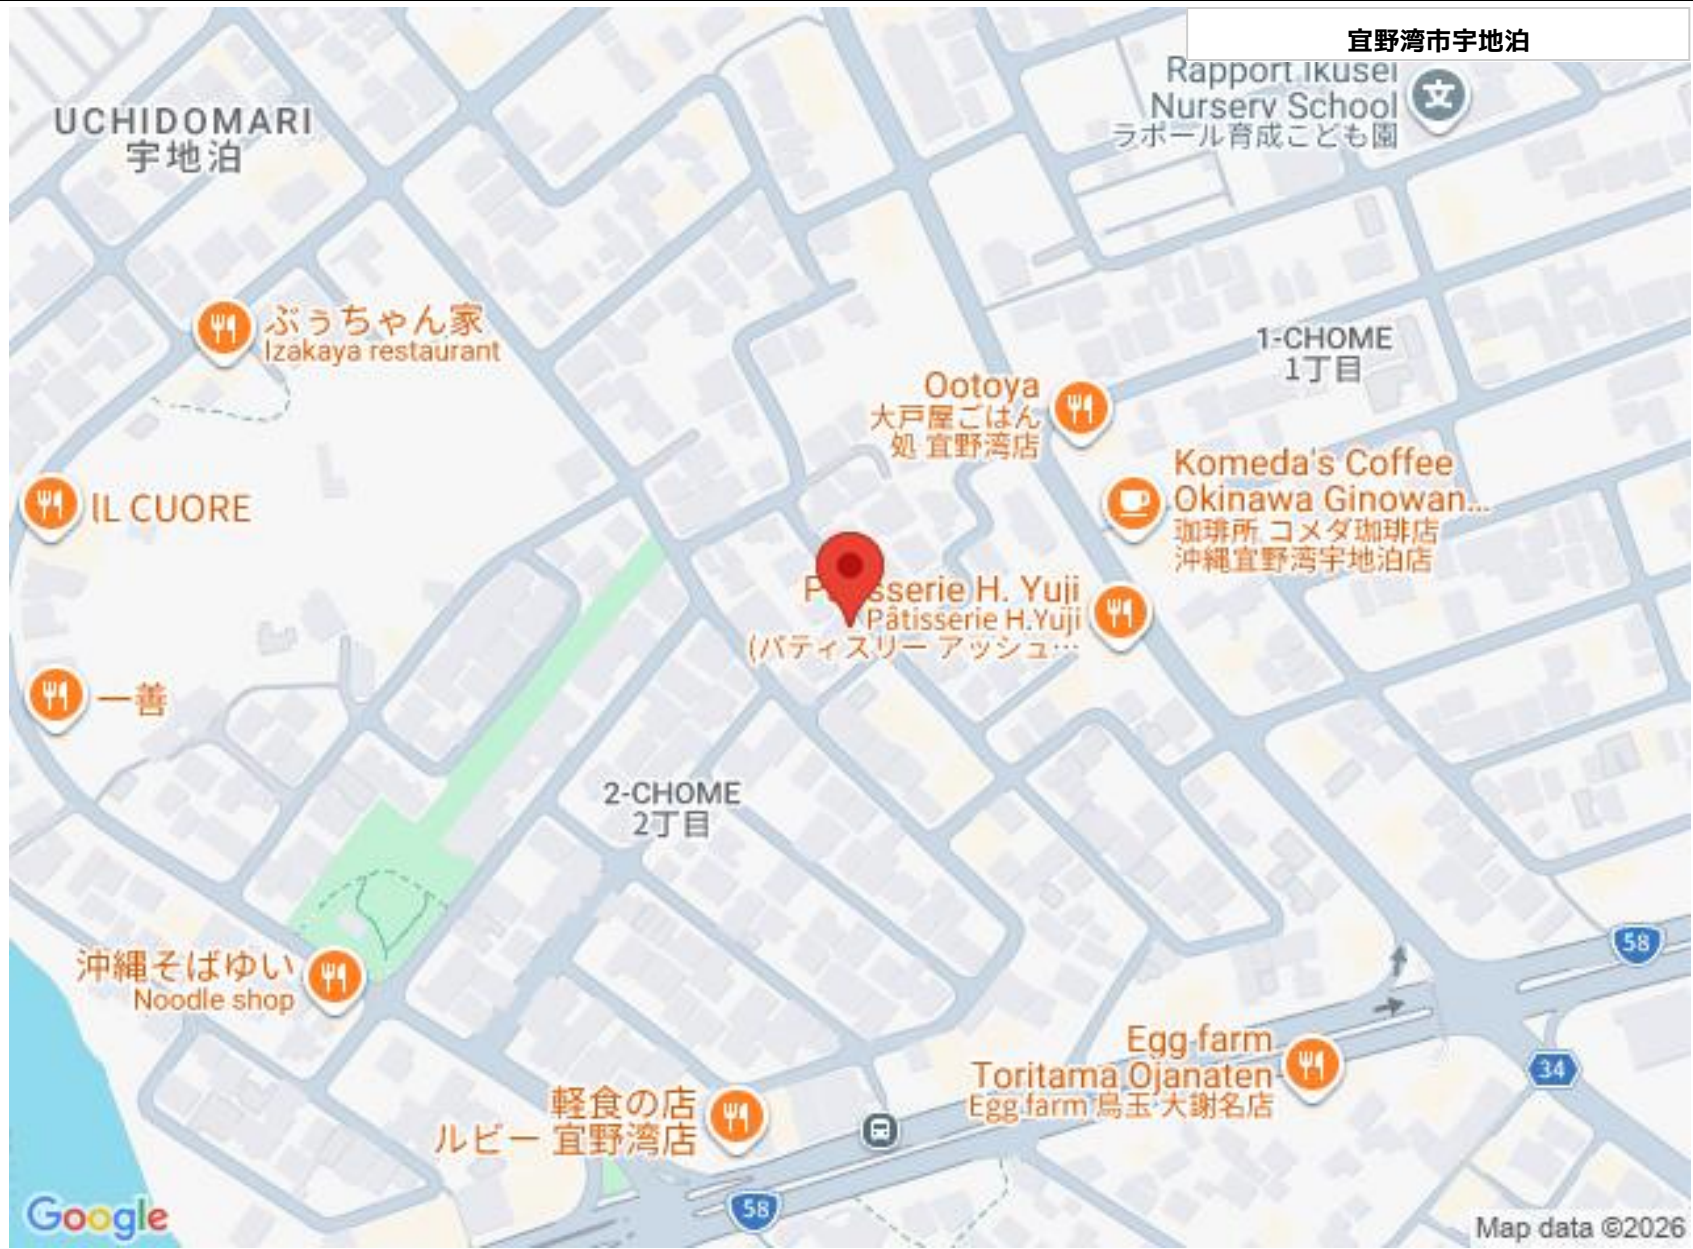 宜野湾市宇地泊
Rapport Ikusei
Nursery School
ラポール育成こども園
UCHIDOMARI
宇地泊
ぷぅちゃん家
Izakaya restaurant
1-CHOME
1丁目
Ootoya
大戸屋ごはん
処 宜野湾店
Komeda's Coffee
Okinawa Ginowan...
珈琲所 コメダ珈琲店
沖縄宜野湾宇地泊店
IL CUORE
sserie H. Yuji
Pâtisserie H.Yuji
(パティスリー アッシュ…
一善
2-CHOME
2丁目
58
沖縄そばゆい
Noodle shop
Egg farm
Toritama Ojanaten
Egg farm 鳥玉 大謝名店
34
軽食の店
ルビー 宜野湾店
58
Google
Map data ©2026